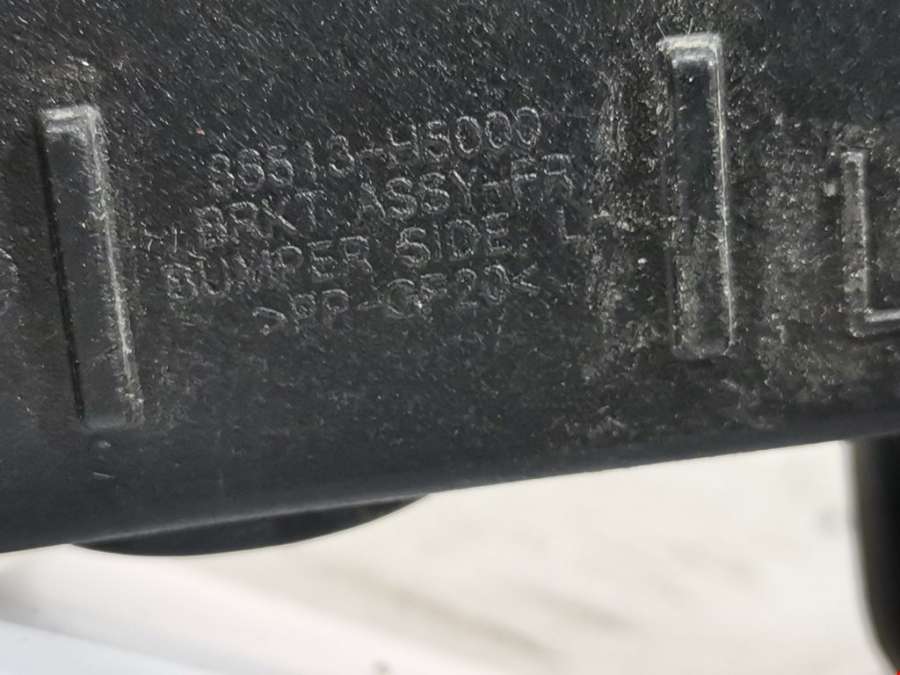 86513-H5000
BRKT ASSY-FR
BUMPER SIDE, L
>PP-GF20<